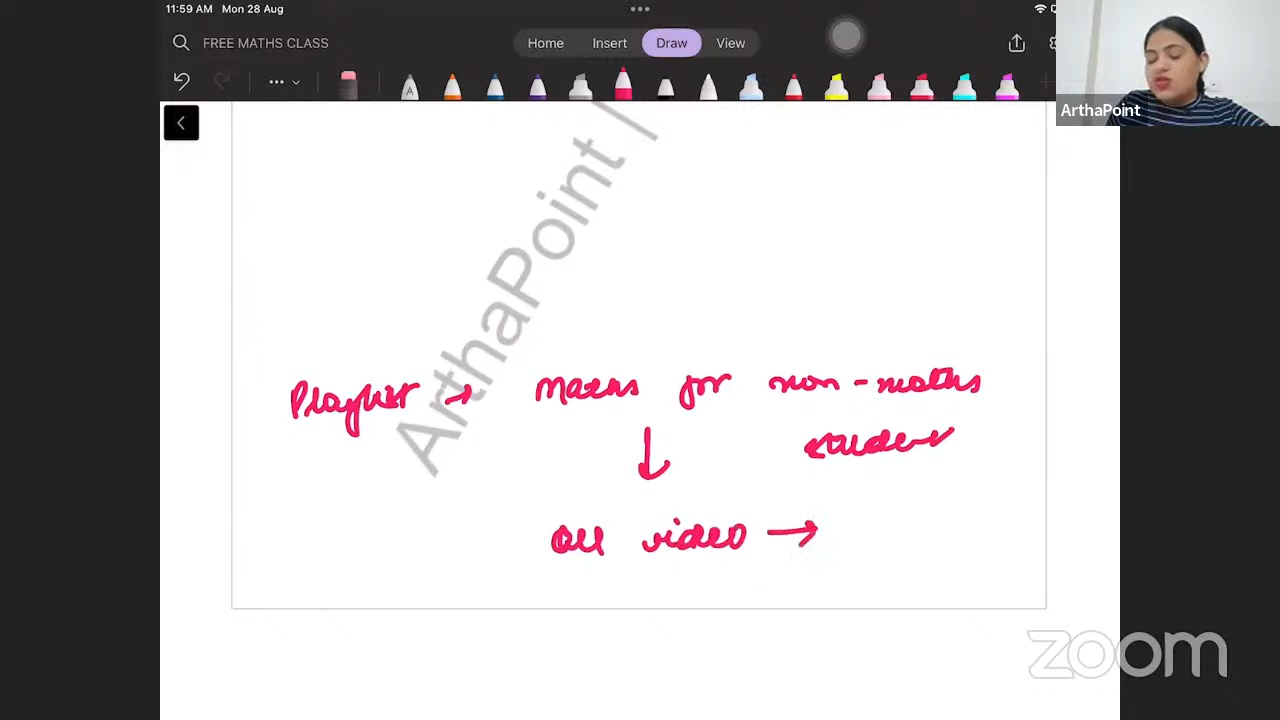 11:59 AM Mon 28 Aug
FREE MATHS CLASS
Home Insert Draw View
A
ArthaPoint
ArthaPoint |
Playlist → Maths for non-maths
student
↓
All video →
zoom